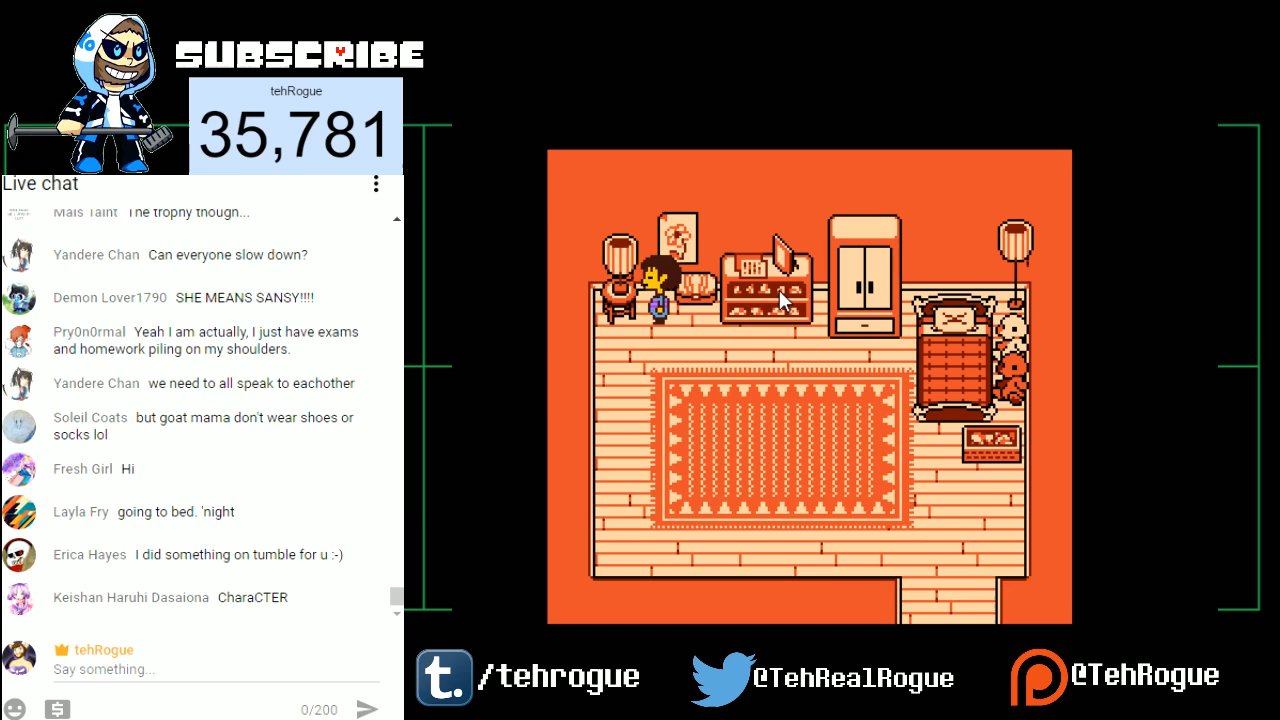 SUBSCRIBE
tehRogue
35,781
Live chat
Mais Taint The trophy though...
Yandere Chan Can everyone slow down?
Demon Lover1790 SHE MEANS SANSY!!!!
Pry0n0rmal Yeah I am actually, I just have exams
and homework piling on my shoulders.
Yandere Chan we need to all speak to eachother
Soleil Coats but goat mama don't wear shoes or
socks lol
Fresh Girl Hi
Layla Fry going to bed. 'night
Erica Hayes I did something on tumble for u :-)
Keishan Haruhi Dasaiona CharaCTER
tehRogue
Say something...
0/200
t. /tehrogue
@TehRealRogue
@TehRogue